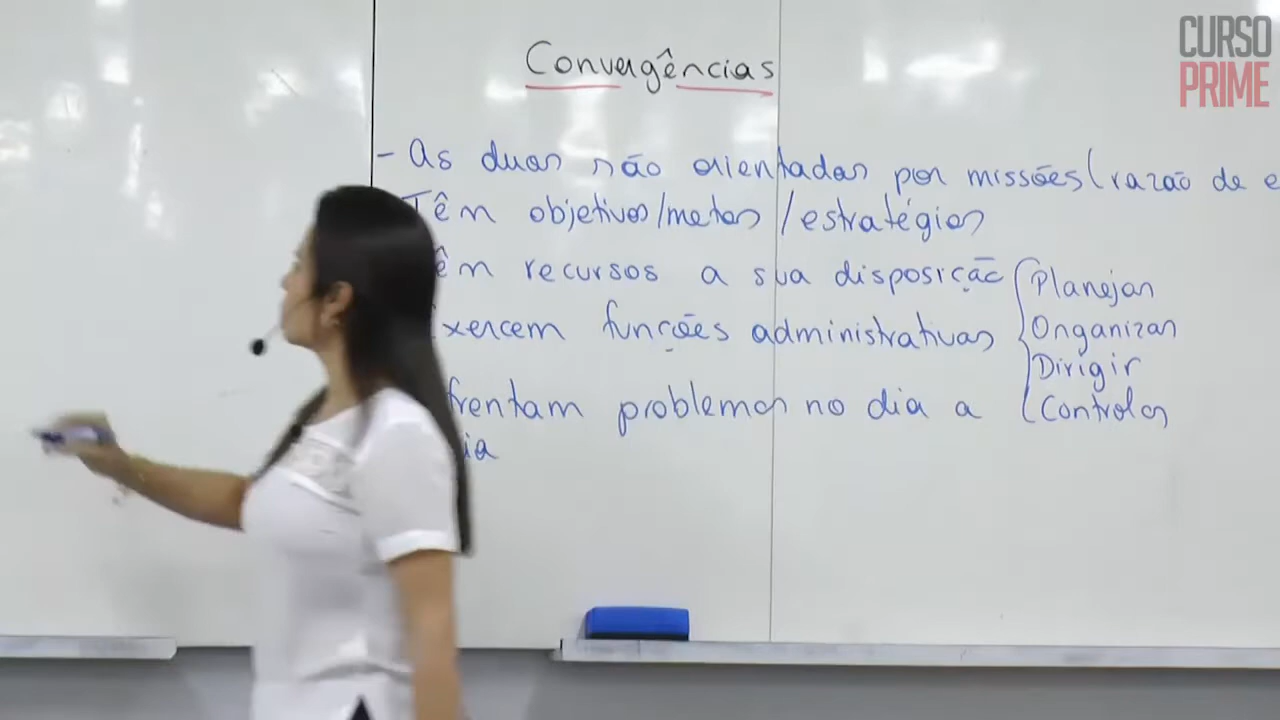 CURSO
PRIME
Convergências
- As duas são orientadas por missões (razão de e
Têm objetivos/metas/estratégias
êm recursos a sua disposição
Planejar
xercem funções administrativas
Organizar
Dirigir
frentam problemas no dia a
Controlar
ia